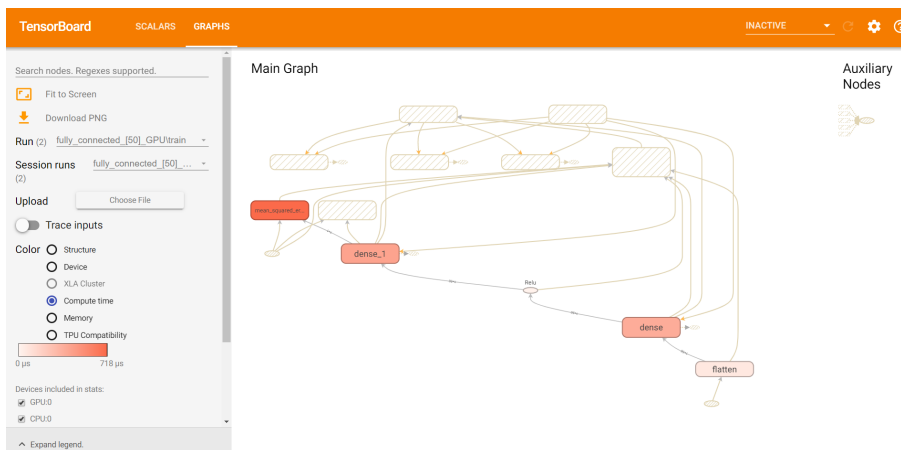 TensorBoard SCALARS GRAPHS INACTIVE
Search nodes. Regexes supported.
Fit to Screen
Download PNG
Run (2) fully_connected_[50]_GPU\train
Session runs fully_connected_[50]_...
(2)
Upload Choose File
Trace inputs
Color Structure
Device
XLA Cluster
Compute time
Memory
TPU Compatibility
0 µs 718 µs
Devices included in stats:
GPU:0
CPU:0
Expand legend.
Main Graph
mean_squared_er...
dense_1
Relu
dense
flatten
Auxiliary
Nodes